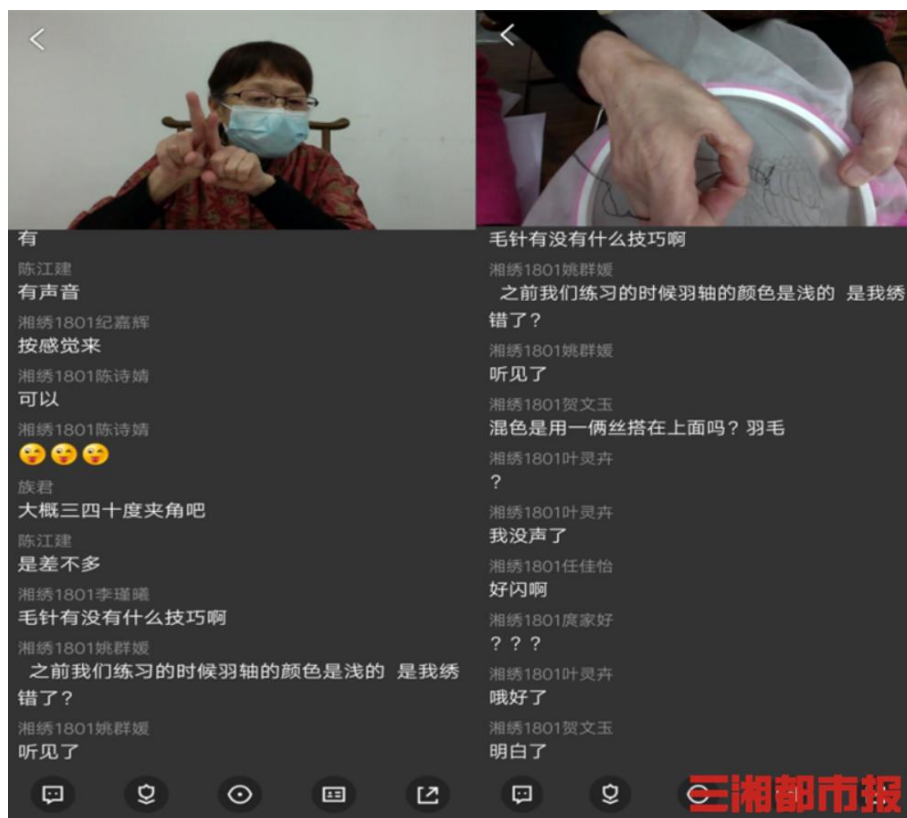 有
陈江建
有声音
湘绣1801纪嘉辉
按感觉来
湘绣1801陈诗婧
可以
湘绣1801陈诗婧
族君
大概三四十度夹角吧
陈江建
是差不多
湘绣1801李瑾曦
毛针有没有什么技巧啊
湘绣1801姚群媛
之前我们练习的时候羽轴的颜色是浅的 是我绣
错了?
湘绣1801姚群媛
听见了
毛针有没有什么技巧啊
湘绣1801姚群媛
之前我们练习的时候羽轴的颜色是浅的 是我绣
错了?
湘绣1801姚群媛
听见了
湘绣1801贺文玉
混色是用一俩丝搭在上面吗？羽毛
湘绣1801叶灵卉
?
湘绣1801叶灵卉
我没声了
湘绣1801任佳怡
好闪啊
湘绣1801庹家好
? ? ?
湘绣1801叶灵卉
哦好了
湘绣1801贺文玉
明白了
三湘都市报